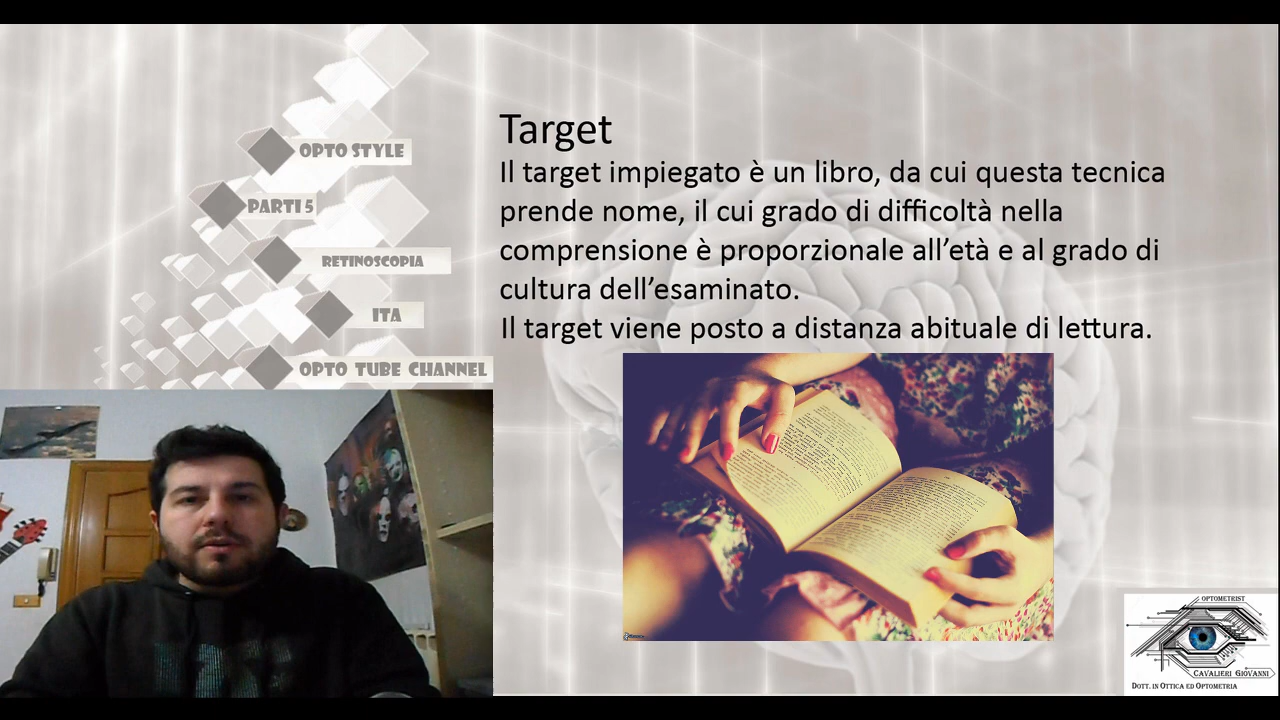 OPTO STYLE
PARTI 5
RETINOSCOPIA
ITA
OPTO TUBE CHANNEL
Target
Il target impiegato è un libro, da cui questa tecnica
prende nome, il cui grado di difficoltà nella
comprensione è proporzionale all’età e al grado di
cultura dell’esaminato.
Il target viene posto a distanza abituale di lettura.
OPTOMETRIST
CAVALIERI GIOVANNI
DOTT. IN OTTICA ED OPTOMETRIA